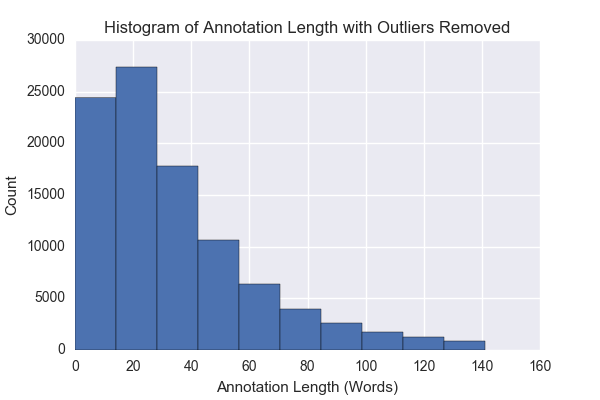 Histogram of Annotation Length with Outliers Removed
30000
25000
20000
15000
10000
5000
0
Count
0 20 40 60 80 100 120 140 160
Annotation Length (Words)